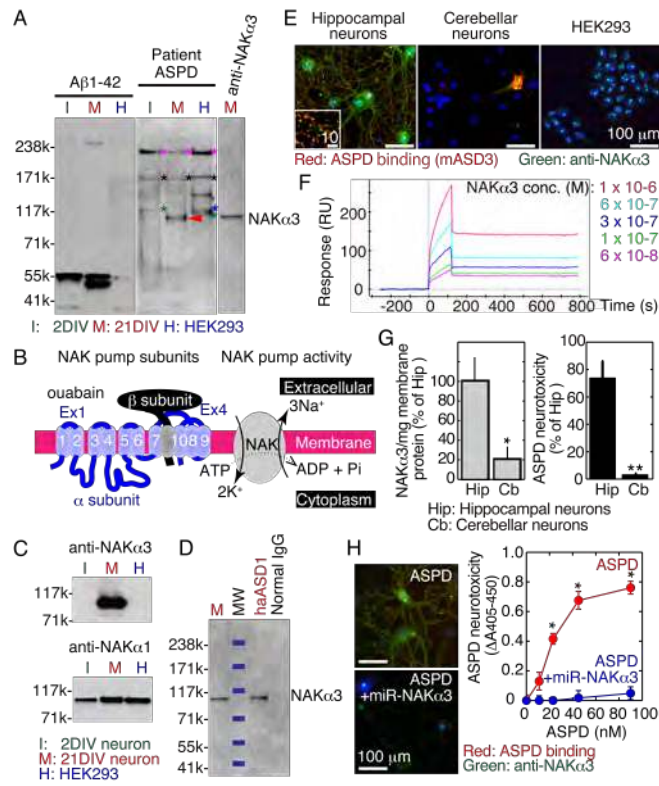 A
Aβ1-42
Patient
ASPD
anti-NAKα3
I M H I M H M
238k
171k
117k
71k
55k
41k
NAKα3
I: 2DIV M: 21DIV H: HEK293
B
NAK pump subunits NAK pump activity
ouabain
Ex1
β subunit
Ex4
Extracellular
3Na⁺
1 2 3 4 5 6 7 10 8 9
NAK
Membrane
ATP
ADP + Pi
α subunit
2K⁺
Cytoplasm
C
anti-NAKα3
I M H
117k
71k
anti-NAKα1
I M H
117k
71k
I: 2DIV neuron
M: 21DIV neuron
H: HEK293
D
M
MW
haASD1
Normal IgG
238k
171k
117k
71k
55k
41k
NAKα3
E
Hippocampal
neurons
Cerebellar
neurons
HEK293
10
100 μm
Red: ASPD binding (mASD3) Green: anti-NAKα3
F
NAKα3 conc. (M)
: 1 x 10-6
6 x 10-7
3 x 10-7
1 x 10-7
6 x 10-8
Response (RU)
200
100
0
-200 0 200 400 600 800
Time (s)
G
NAKα3/mg membrane
protein (% of Hip)
100
80
60
40
20
0
*
Hip Cb
ASPD neurotoxicity
(% of Hip)
100
80
60
40
20
0
**
Hip Cb
Hip: Hippocampal neurons
Cb: Cerebellar neurons
H
ASPD
ASPD
+miR-NAKα3
100 μm
ASPD neurotoxicity
(ΔA405-450)
1.0
0.8
0.6
0.4
0.2
0
ASPD
* * *
ASPD
+miR-NAKα3
0 20 40 60 80 100
ASPD (nM)
Red: ASPD binding
Green: anti-NAKα3